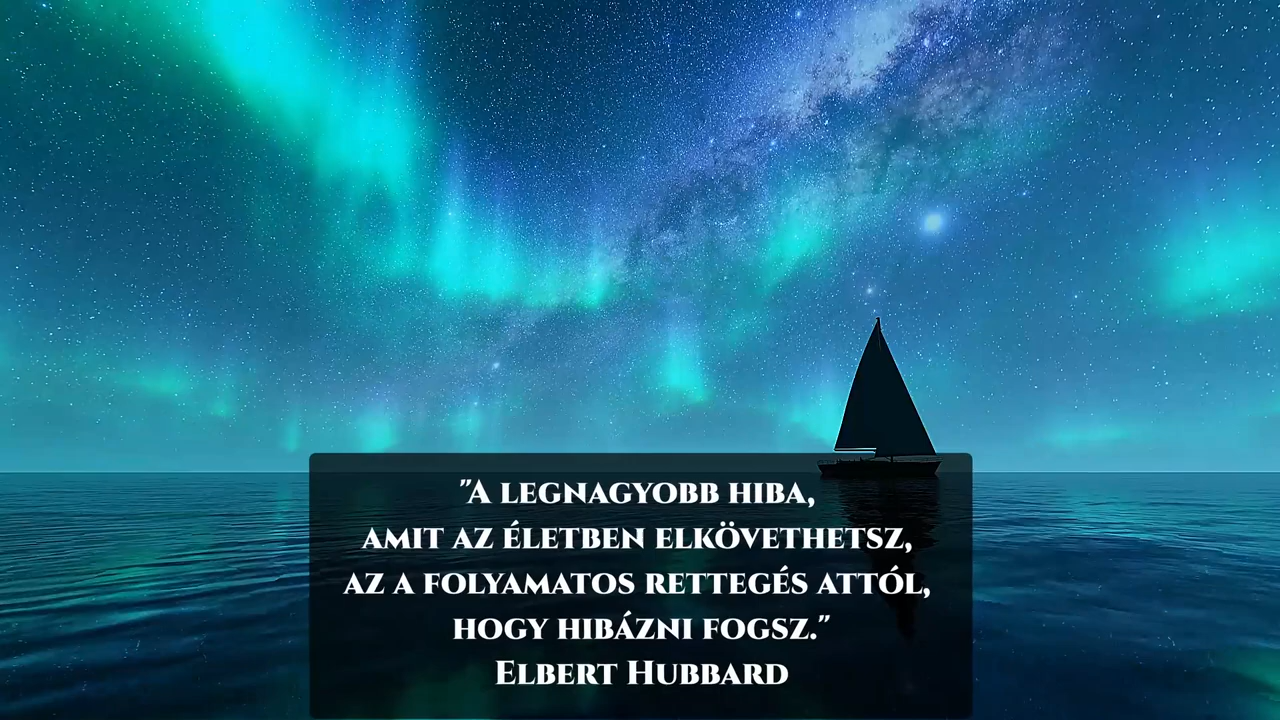 "A LEGNAGYOBB HIBA,
AMIT AZ ÉLETBEN ELKÖVETHETSZ,
AZ A FOLYAMATOS RETTEGÉS ATTÓL,
HOGY HIBÁZNI FOGSZ."
ELBERT HUBBARD